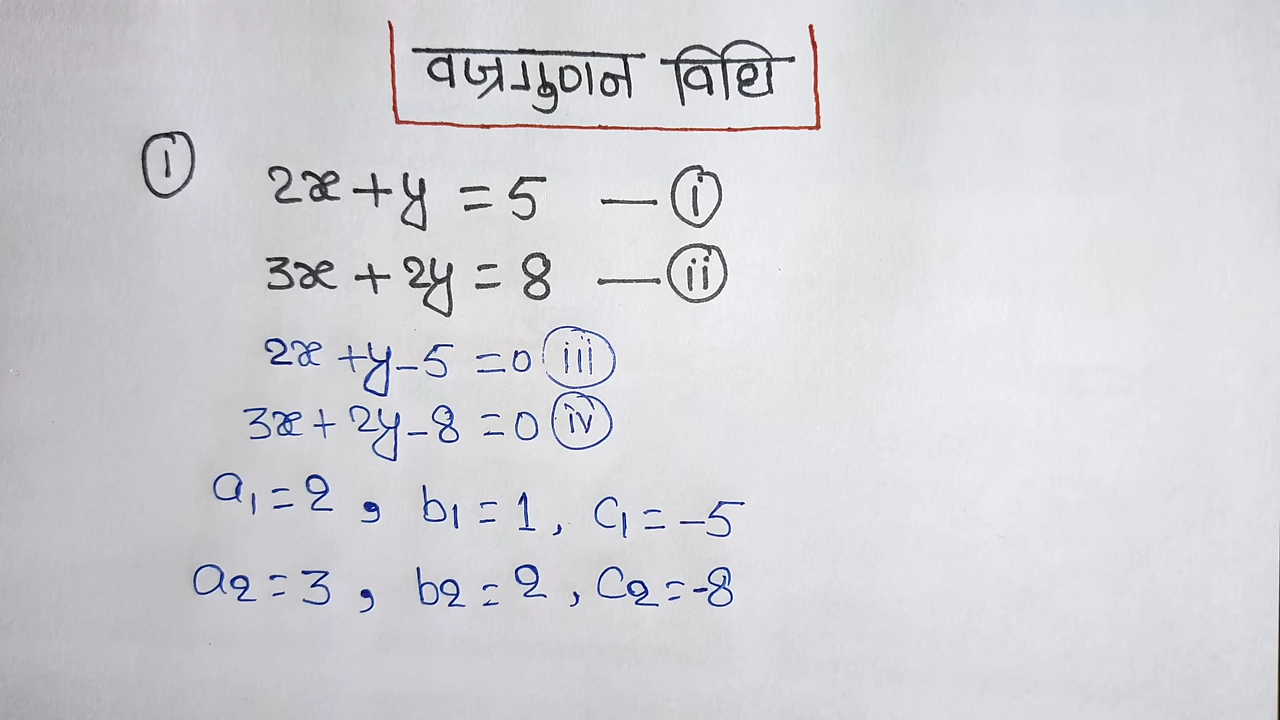 वज्रगुणन विधि
① 2x + y = 5 — ⓘ
3x + 2y = 8 — ⓘⓘ
2x + y - 5 = 0 (iii)
3x + 2y - 8 = 0 (iv)
a₁ = 2 , b₁ = 1 , c₁ = -5
a₂ = 3 , b₂ = 2 , c₂ = -8